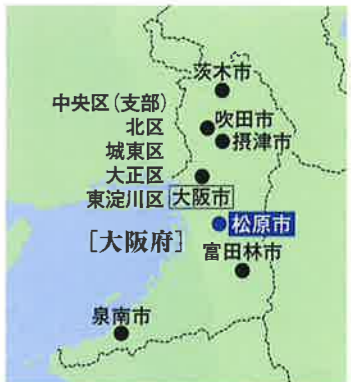 茨木市
中央区(支部)
北区
吹田市
城東区
摂津市
大正区
東淀川区
大阪市
松原市
[大阪府]
富田林市
泉南市